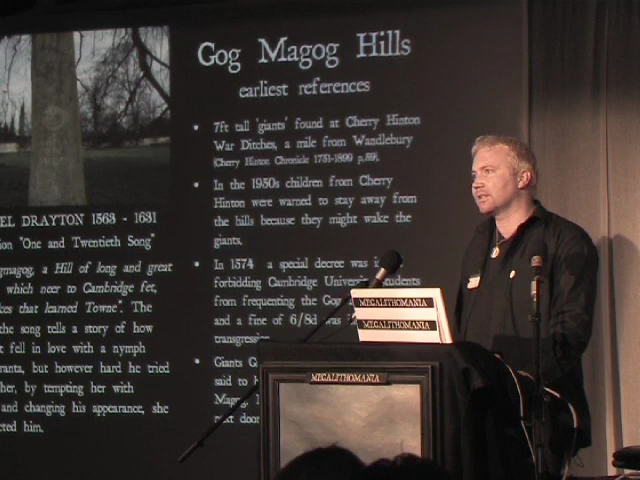 Gog Magog Hills
earliest references
• 7ft tall 'giants' found at Cherry Hinton
War Ditches, a mile from Wandlebury
(Cherry Hinton Chronicle 1751-1899 p.89).
• In the 1950s children from Cherry
Hinton were warned to stay away from
the hills because they might wake the
giants.
• In 1574 a special decree was
forbidding Cambridge students
from frequenting the Gog
and a fine of 6/8d was
• Giants
said to
Magog,
next door
EL DRAYTON 1563 - 1631
ion "One and Twentieth Song"
gmagog, a Hill of long and great
which neer to Cambridge fet,
kes that learned Towne". The
the song tells a story of how
t fell in love with a nymph
ranta, but however hard he tried
her, by tempting her with
and changing his appearance, she
cted him.
MEGALITHOMANIA
MEGALITHOMANIA
MEGALITHOMANIA